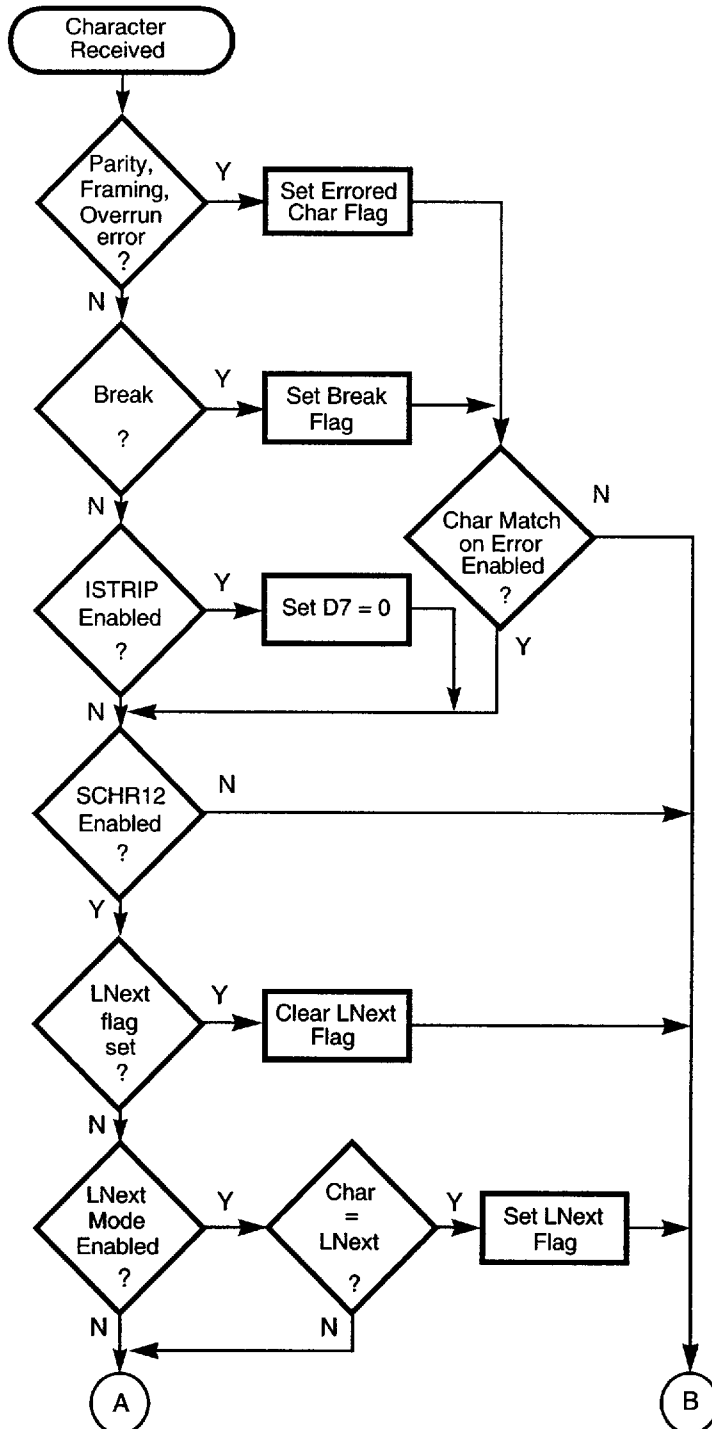 Character
Received
Parity,
Framing,
Overrun
error
?
Y
Set Errored
Char Flag
N
Break
?
Y
Set Break
Flag
N
Char Match
on Error
Enabled
?
N
Y
ISTRIP
Enabled
?
Y
Set D7 = 0
N
SCHR12
Enabled
?
N
Y
LNext
flag
set
?
Y
Clear LNext
Flag
N
LNext
Mode
Enabled
?
Y
Char
=
LNext
?
Y
Set LNext
Flag
N
N
A
B